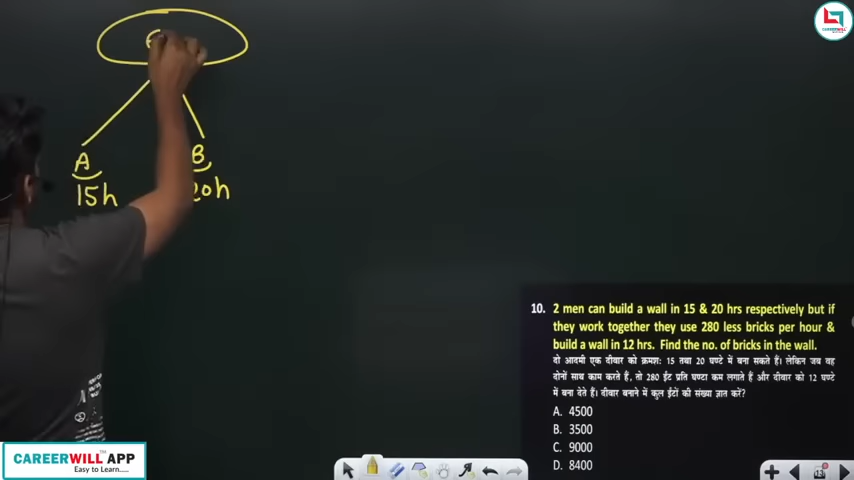 A
B
15h
20h
10. 2 men can build a wall in 15 & 20 hrs respectively but if
they work together they use 280 less bricks per hour &
build a wall in 12 hrs. Find the no. of bricks in the wall.
दो आदमी एक दीवार को क्रमशः 15 तथा 20 घण्टे में बना सकते हैं। लेकिन जब वह
दोनों साथ काम करते हैं, तो 280 ईंट प्रति घण्टा कम लगाते हैं और दीवार को 12 घण्टे
में बना देते हैं। दीवार बनाने में कुल ईंटों की संख्या ज्ञात करें?
A. 4500
B. 3500
C. 9000
D. 8400
CAREERWILL APP
Easy to Learn.....
CAREERWILL